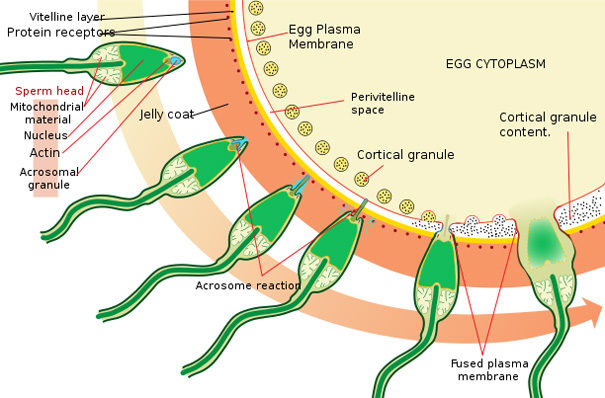 Vitelline layer
Protein receptors
Egg Plasma
Membrane
EGG CYTOPLASM
Sperm head
Mitochondrial
material
Nucleus
Actin
Acrosomal
granule
Jelly coat
Perivitelline
space
Cortical granule
content.
Cortical granule
Acrosome reaction
Fused plasma
membrane